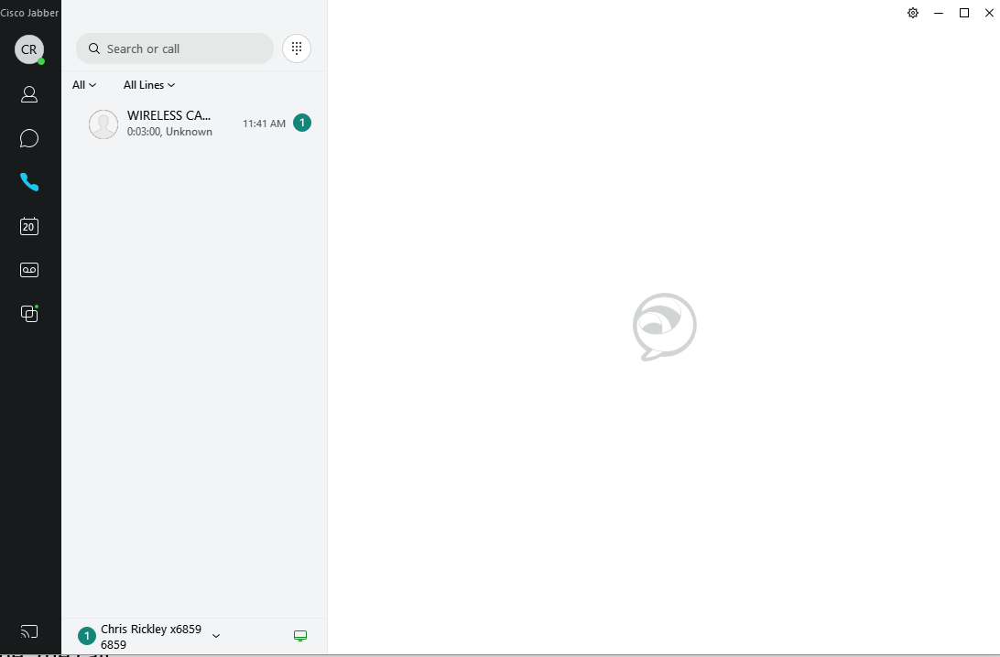 Cisco Jabber
CR
Search or call
All
All Lines
WIRELESS CA...
11:41 AM
1
0:03:00, Unknown
20
1
Chris Rickley x6859
6859